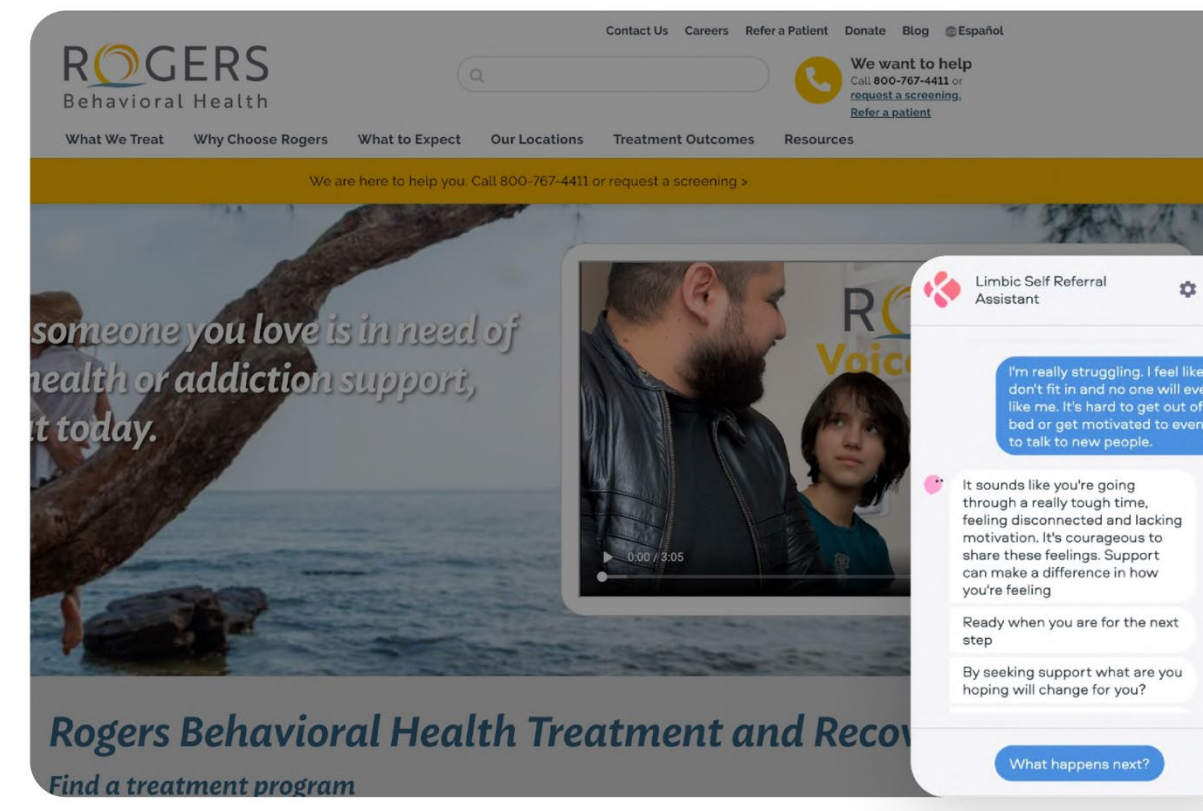 Contact Us Careers Refer a Patient Donate Blog Español
ROGERS
Behavioral Health
We want to help
Call 800-767-4411 or
request a screening.
Refer a patient
What We Treat Why Choose Rogers What to Expect Our Locations Treatment Outcomes Resources
We are here to help you. Call 800-767-4411 or request a screening >
someone you love is in need of
health or addiction support,
t today.
RO
Voic
0:00 / 3:05
Limbic Self Referral
Assistant
I'm really struggling. I feel like
don't fit in and no one will eve
like me. It's hard to get out of
bed or get motivated to even
to talk to new people.
It sounds like you're going
through a really tough time,
feeling disconnected and lacking
motivation. It's courageous to
share these feelings. Support
can make a difference in how
you're feeling
Ready when you are for the next
step
By seeking support what are you
hoping will change for you?
What happens next?
Rogers Behavioral Health Treatment and Recov
Find a treatment program